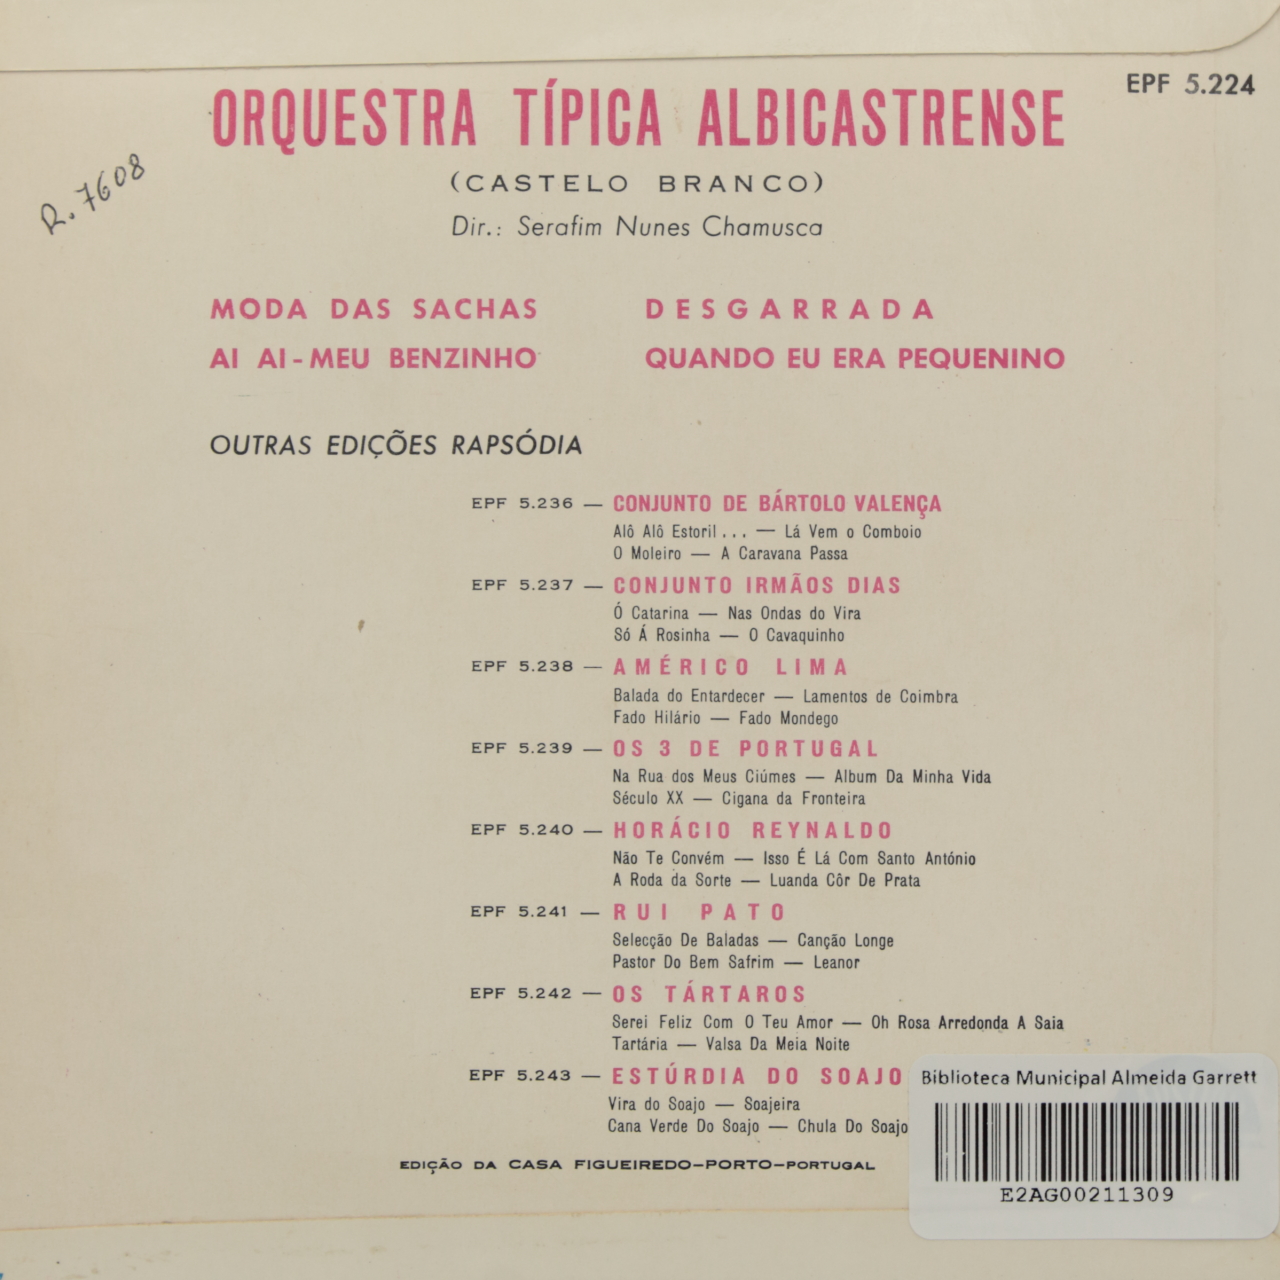 EPF 5.224
ORQUESTRA TÍPICA ALBICASTRENSE
(CASTELO BRANCO)
Dir.: Serafim Nunes Chamusca
R. 7608
MODA DAS SACHAS DESGARRADA
AI AI-MEU BENZINHO QUANDO EU ERA PEQUENINO
OUTRAS EDIÇÕES RAPSÓDIA
EPF 5.236 — CONJUNTO DE BÁRTOLO VALENÇA
Alô Alô Estoril... — Lá Vem o Comboio
O Moleiro — A Caravana Passa
EPF 5.237 — CONJUNTO IRMÃOS DIAS
Ó Catarina — Nas Ondas do Vira
Só Á Rosinha — O Cavaquinho
EPF 5.238 — AMÉRICO LIMA
Balada do Entardecer — Lamentos de Coimbra
Fado Hilário — Fado Mondego
EPF 5.239 — OS 3 DE PORTUGAL
Na Rua dos Meus Ciúmes — Album Da Minha Vida
Século XX — Cigana da Fronteira
EPF 5.240 — HORÁCIO REYNALDO
Não Te Convém — Isso É Lá Com Santo António
A Roda da Sorte — Luanda Côr De Prata
EPF 5.241 — RUI PATO
Selecção De Baladas — Canção Longe
Pastor Do Bem Safrim — Leanor
EPF 5.242 — OS TÁRTAROS
Serei Feliz Com O Teu Amor — Oh Rosa Arredonda A Saia
Tartária — Valsa Da Meia Noite
EPF 5.243 — ESTÚRDIA DO SOAJO
Vira do Soajo — Soajeira
Cana Verde Do Soajo — Chula Do Soajo
EDIÇÃO DA CASA FIGUEIREDO-PORTO-PORTUGAL
Biblioteca Municipal Almeida Garrett
E2AG00211309